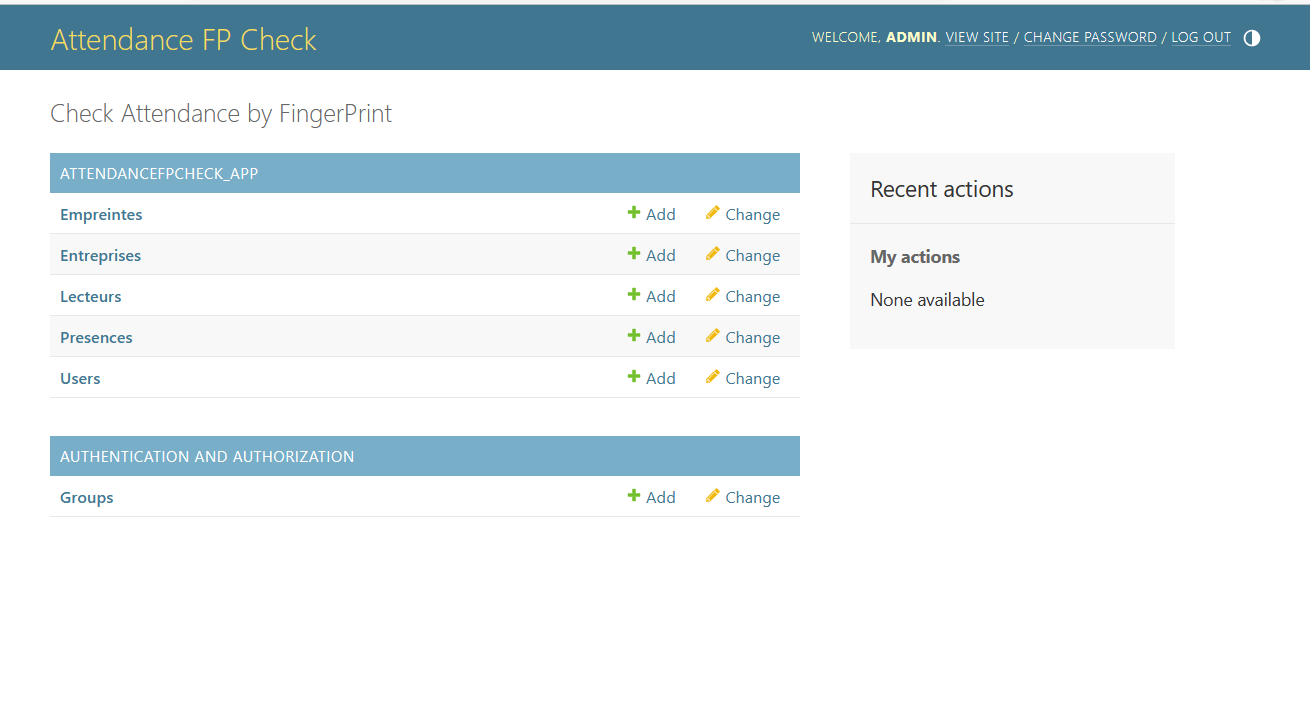 Attendance FP Check
WELCOME, ADMIN. VIEW SITE / CHANGE PASSWORD / LOG OUT
Check Attendance by FingerPrint
ATTENDANCEFPCHECK_APP
Empreintes Add Change
Entreprises Add Change
Lecteurs Add Change
Presences Add Change
Users Add Change
AUTHENTICATION AND AUTHORIZATION
Groups Add Change
Recent actions
My actions
None available